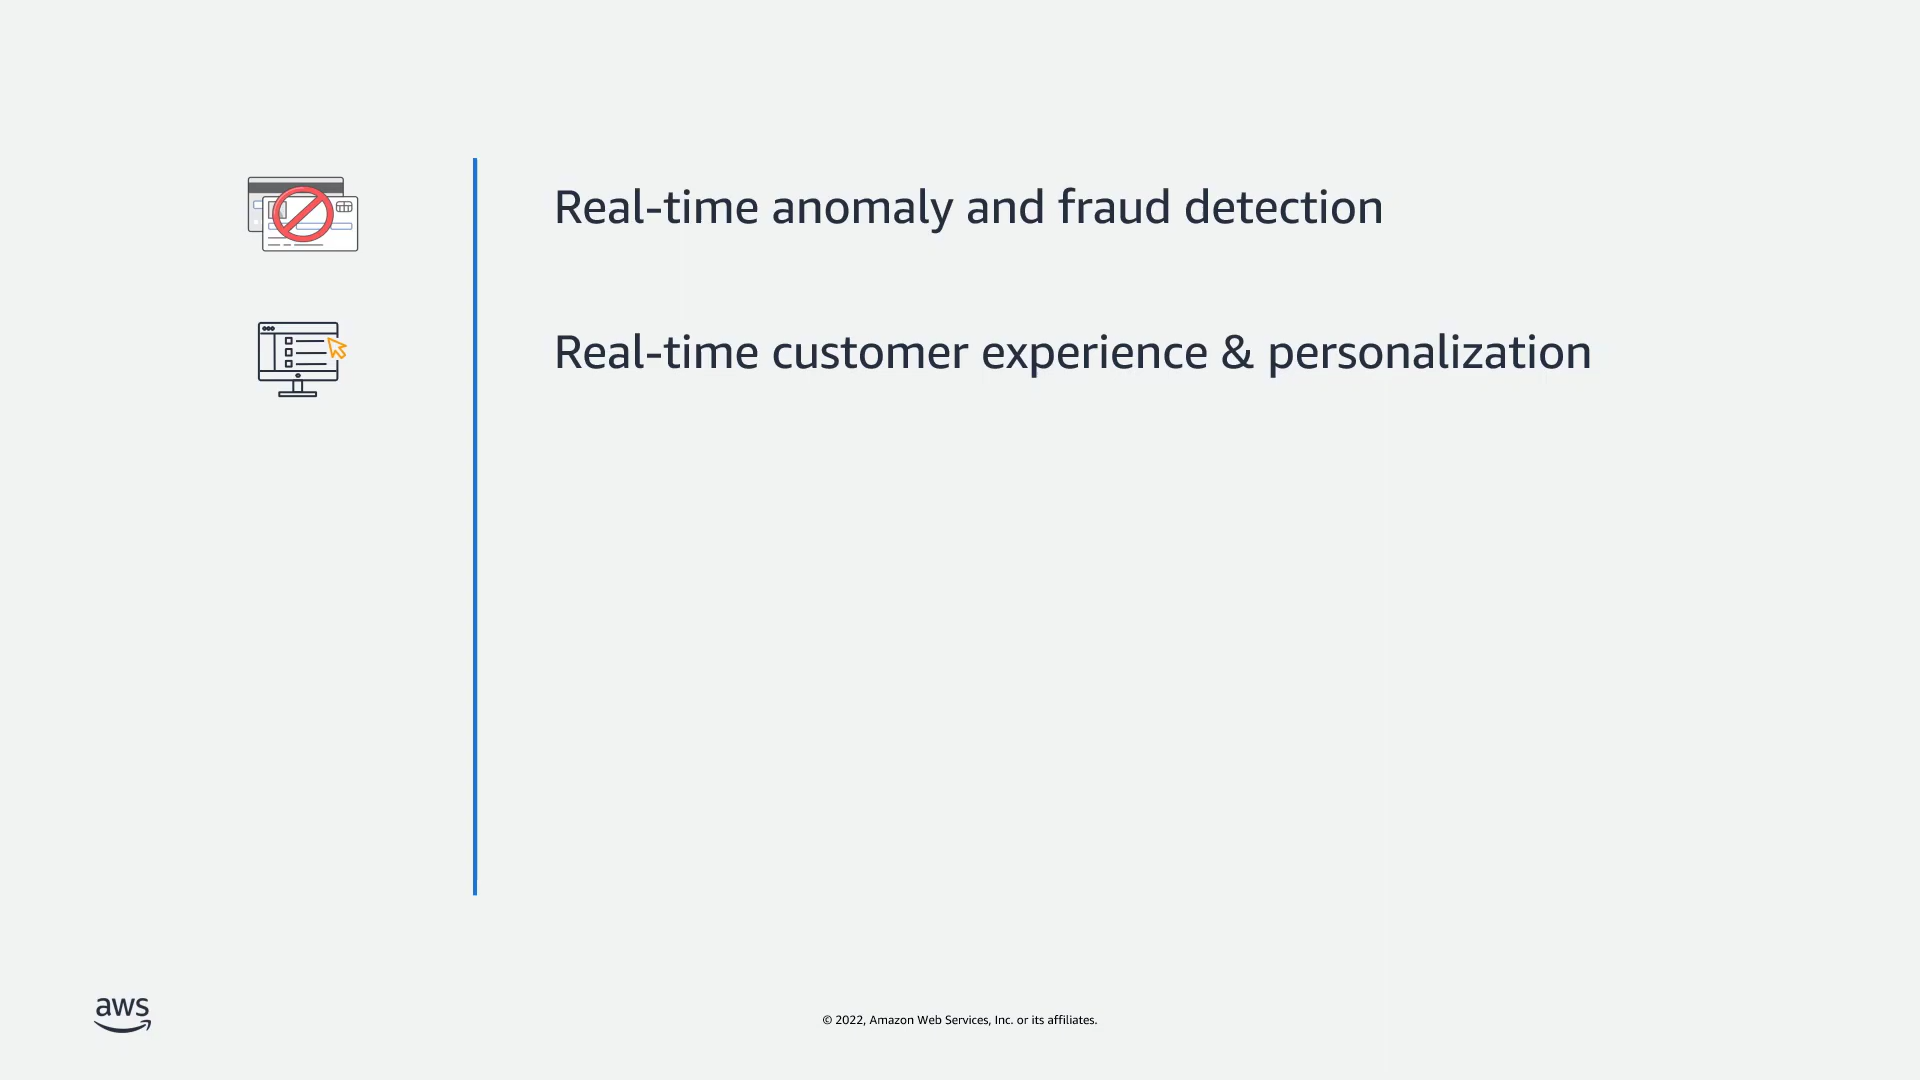 Real-time anomaly and fraud detection
Real-time customer experience & personalization
aws
© 2022, Amazon Web Services, Inc. or its affiliates.